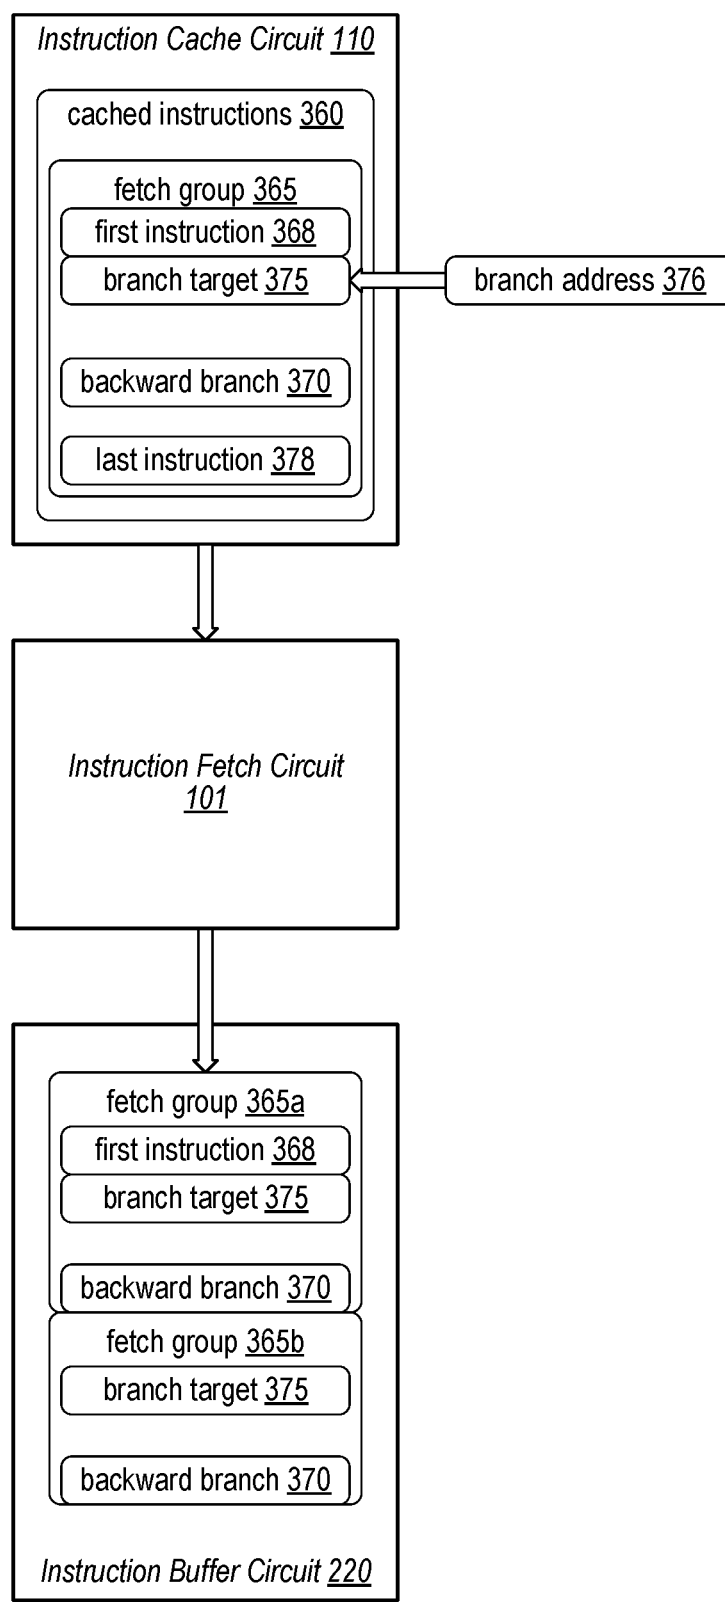 Instruction Cache Circuit 110
cached instructions 360
fetch group 365
first instruction 368
branch target 375
branch address 376
backward branch 370
last instruction 378
Instruction Fetch Circuit
101
fetch group 365a
first instruction 368
branch target 375
backward branch 370
fetch group 365b
branch target 375
backward branch 370
Instruction Buffer Circuit 220